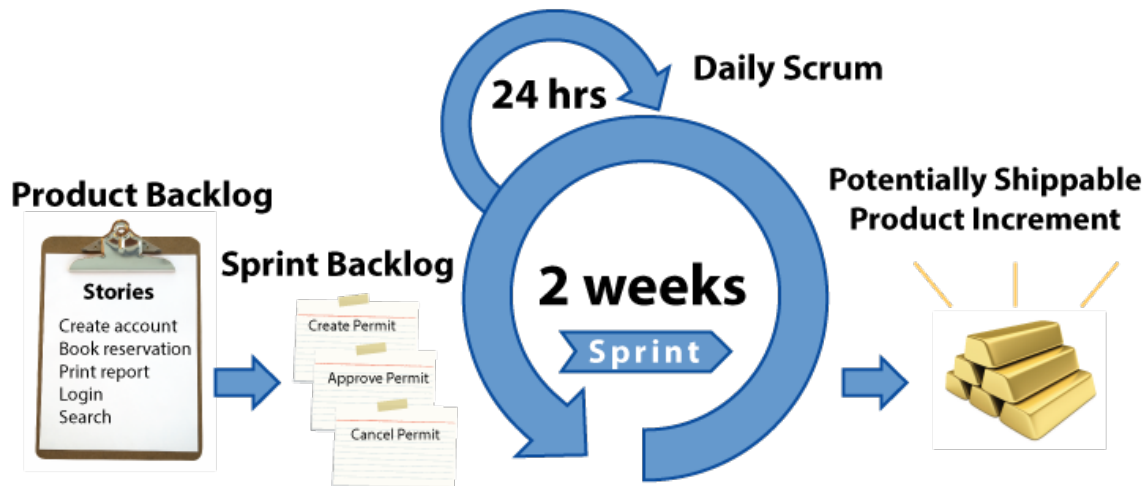 Product Backlog
Stories
Create account
Book reservation
Print report
Login
Search
Sprint Backlog
Create Permit
Approve Permit
Cancel Permit
24 hrs
Daily Scrum
2 weeks
Sprint
Potentially Shippable
Product Increment